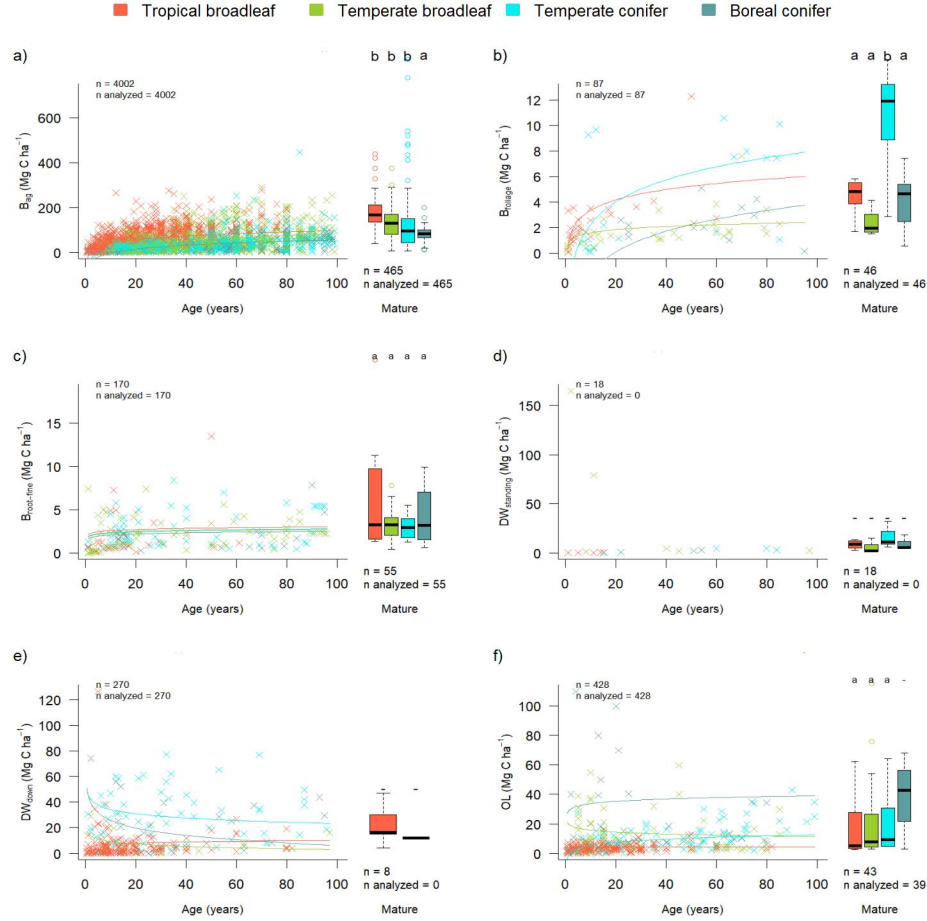 Tropical broadleaf Temperate broadleaf Temperate conifer Boreal conifer
a)
n = 4002
n analyzed = 4002
b b b a
600
400
200
0
B_ag (Mg C ha⁻¹)
0 20 40 60 80 100
Age (years)
n = 465
n analyzed = 465
Mature
b)
n = 87
n analyzed = 87
a a b a
12
10
8
6
4
2
0
B_foliage (Mg C ha⁻¹)
0 20 40 60 80 100
Age (years)
n = 46
n analyzed = 46
Mature
c)
n = 170
n analyzed = 170
a a a a
15
10
5
0
B_root-fine (Mg C ha⁻¹)
0 20 40 60 80 100
Age (years)
n = 55
n analyzed = 55
Mature
d)
n = 18
n analyzed = 0
- - - -
150
100
50
0
DW_standing (Mg C ha⁻¹)
0 20 40 60 80 100
Age (years)
n = 18
n analyzed = 0
Mature
e)
n = 270
n analyzed = 270
- -
120
100
80
60
40
20
0
DW_down (Mg C ha⁻¹)
0 20 40 60 80 100
Age (years)
n = 8
n analyzed = 0
Mature
f)
n = 428
n analyzed = 428
a a a -
100
80
60
40
20
0
OL (Mg C ha⁻¹)
0 20 40 60 80 100
Age (years)
n = 43
n analyzed = 39
Mature